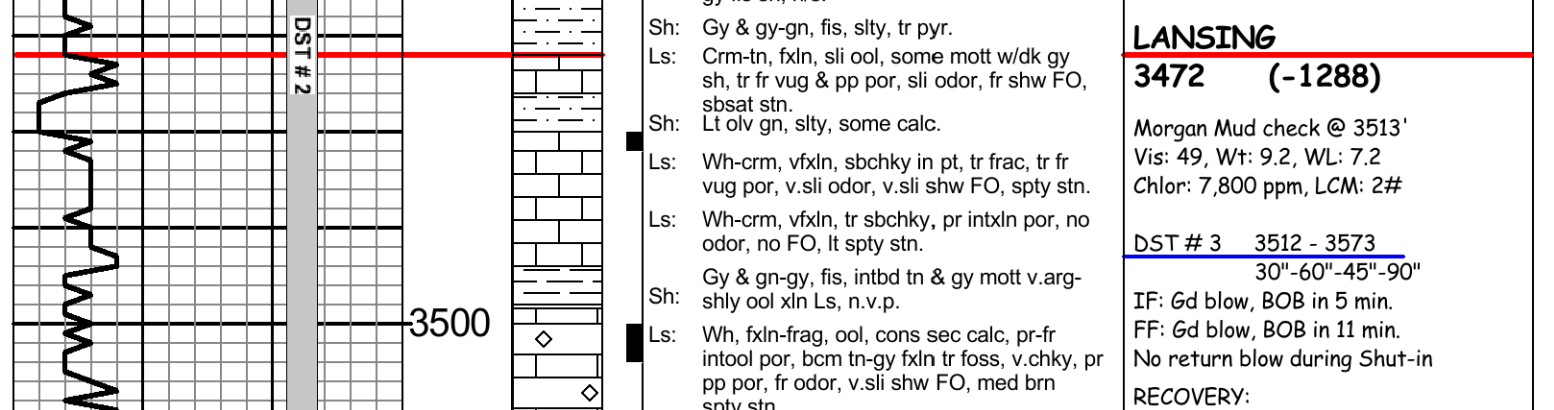 DST # 2
3500
gy fis sh, n/s.
Sh: Gy & gy-gn, fis, slty, tr pyr.
Ls: Crm-tn, fxln, sli ool, some mott w/dk gy
sh, tr fr vug & pp por, sli odor, fr shw FO,
sbsat stn.
Sh: Lt olv gn, slty, some calc.
Ls: Wh-crm, vfxln, sbchky in pt, tr frac, tr fr
vug por, v.sli odor, v.sli shw FO, spty stn.
Ls: Wh-crm, vfxln, tr sbchky, pr intxln por, no
odor, no FO, lt spty stn.
Gy & gn-gy, fis, intbd tn & gy mott v.arg-
Sh: shly ool xln Ls, n.v.p.
Ls: Wh, fxln-frag, ool, cons sec calc, pr-fr
intool por, bcm tn-gy fxln tr foss, v.chky, pr
pp por, fr odor, v.sli shw FO, med brn
spty stn.
LANSING
3472 (-1288)
Morgan Mud check @ 3513'
Vis: 49, Wt: 9.2, WL: 7.2
Chlor: 7,800 ppm, LCM: 2#
DST # 3 3512 - 3573
30"-60"-45"-90"
IF: Gd blow, BOB in 5 min.
FF: Gd blow, BOB in 11 min.
No return blow during Shut-in
RECOVERY: